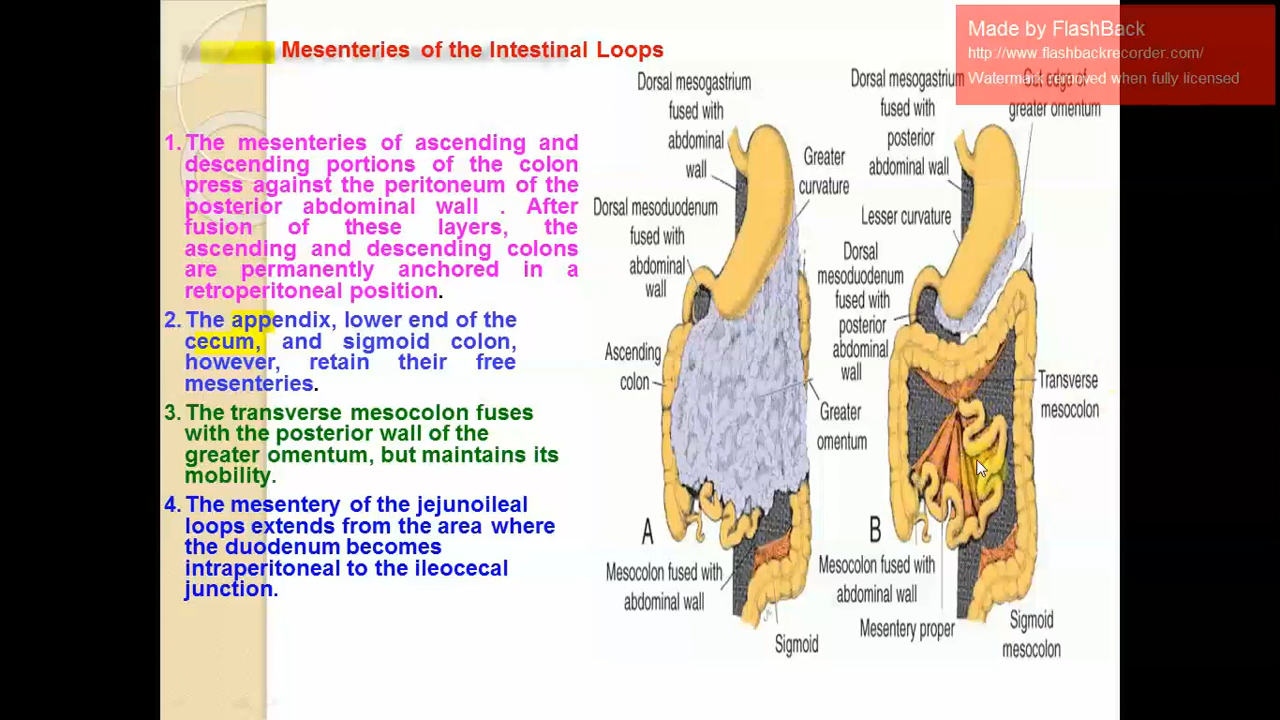 Made by FlashBack
http://www.flashbackrecorder.com/
Watermark removed when fully licensed
Mesenteries of the Intestinal Loops
1. The mesenteries of ascending and
descending portions of the colon
press against the peritoneum of the
posterior abdominal wall . After
fusion of these layers, the
ascending and descending colons
are permanently anchored in a
retroperitoneal position.
2. The appendix, lower end of the
cecum, and sigmoid colon,
however, retain their free
mesenteries.
3. The transverse mesocolon fuses
with the posterior wall of the
greater omentum, but maintains its
mobility.
4. The mesentery of the jejunoileal
loops extends from the area where
the duodenum becomes
intraperitoneal to the ileocecal
junction.
Dorsal mesogastrium
fused with
abdominal
wall
Greater
curvature
Dorsal mesoduodenum
fused with
abdominal
wall
Ascending
colon
Greater
omentum
A
Mesocolon fused with
abdominal wall
Sigmoid
Dorsal mesogastrium
fused with
posterior
abdominal wall
Cut edge of
greater omentum
Lesser curvature
Dorsal
mesoduodenum
fused with
posterior
abdominal
wall
Transverse
mesocolon
B
Mesocolon fused with
abdominal wall
Mesentery proper
Sigmoid
mesocolon